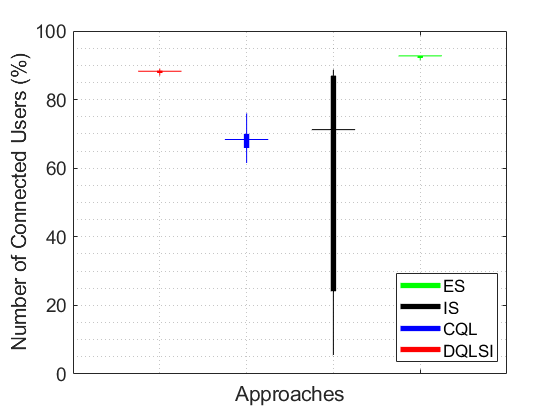 100
80
60
40
20
0
Number of Connected Users (%)
Approaches
ES
IS
CQL
DQLSI